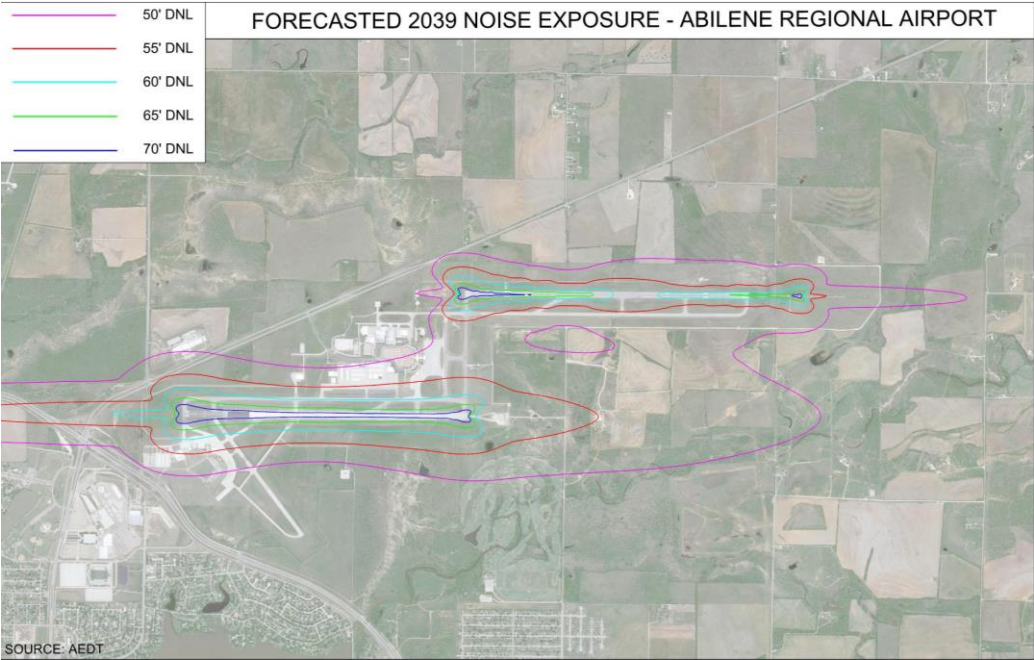 FORECASTED 2039 NOISE EXPOSURE - ABILENE REGIONAL AIRPORT
50' DNL
55' DNL
60' DNL
65' DNL
70' DNL
SOURCE: AEDT